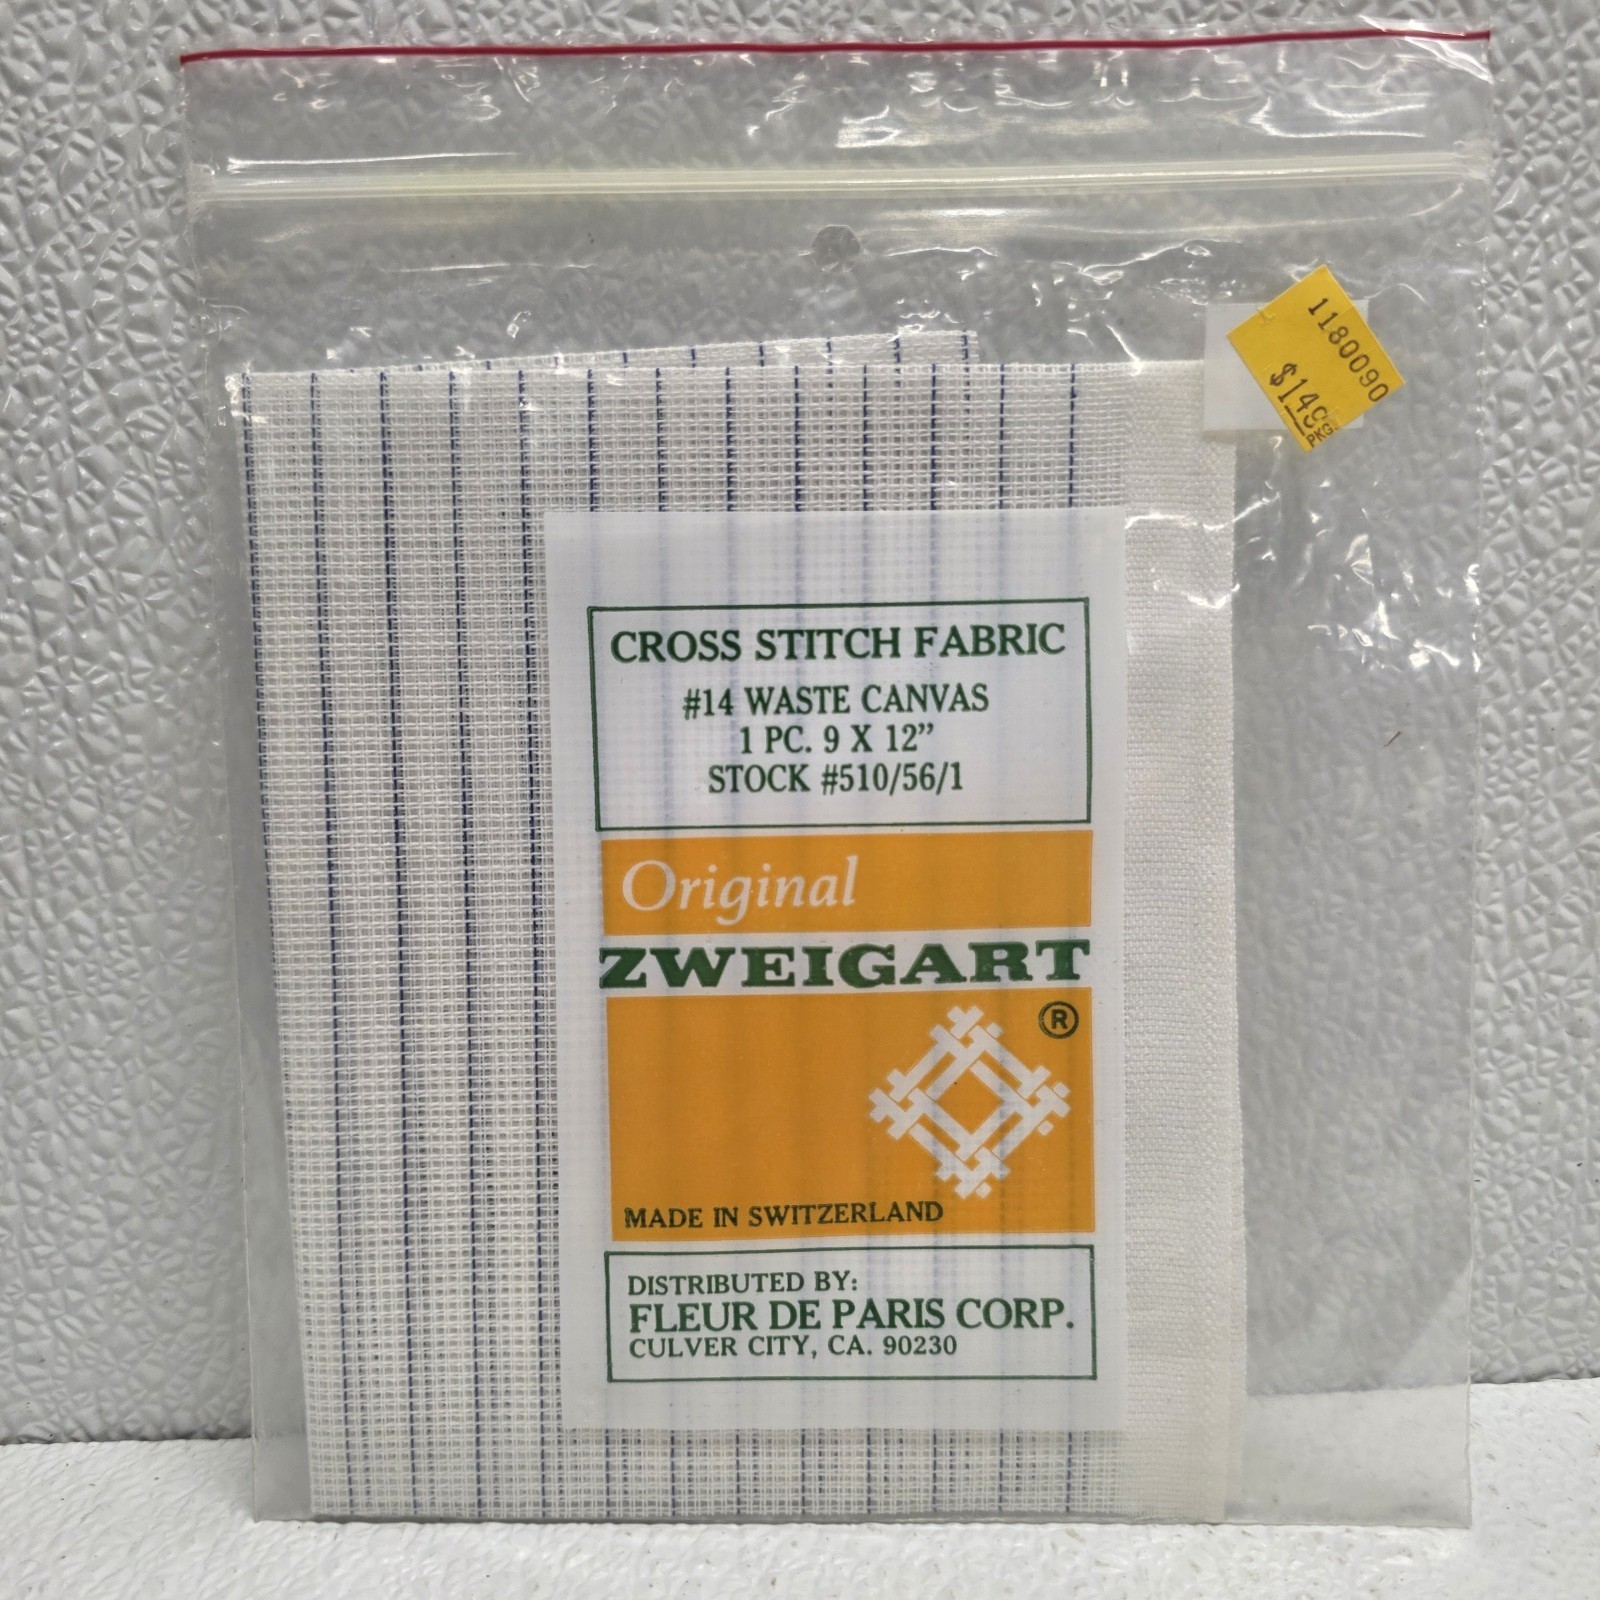 1180090
$149
PKG
CROSS STITCH FABRIC
#14 WASTE CANVAS
1 PC. 9 X 12”
STOCK #510/56/1
Original
ZWEIGART
®
MADE IN SWITZERLAND
DISTRIBUTED BY:
FLEUR DE PARIS CORP.
CULVER CITY, CA. 90230